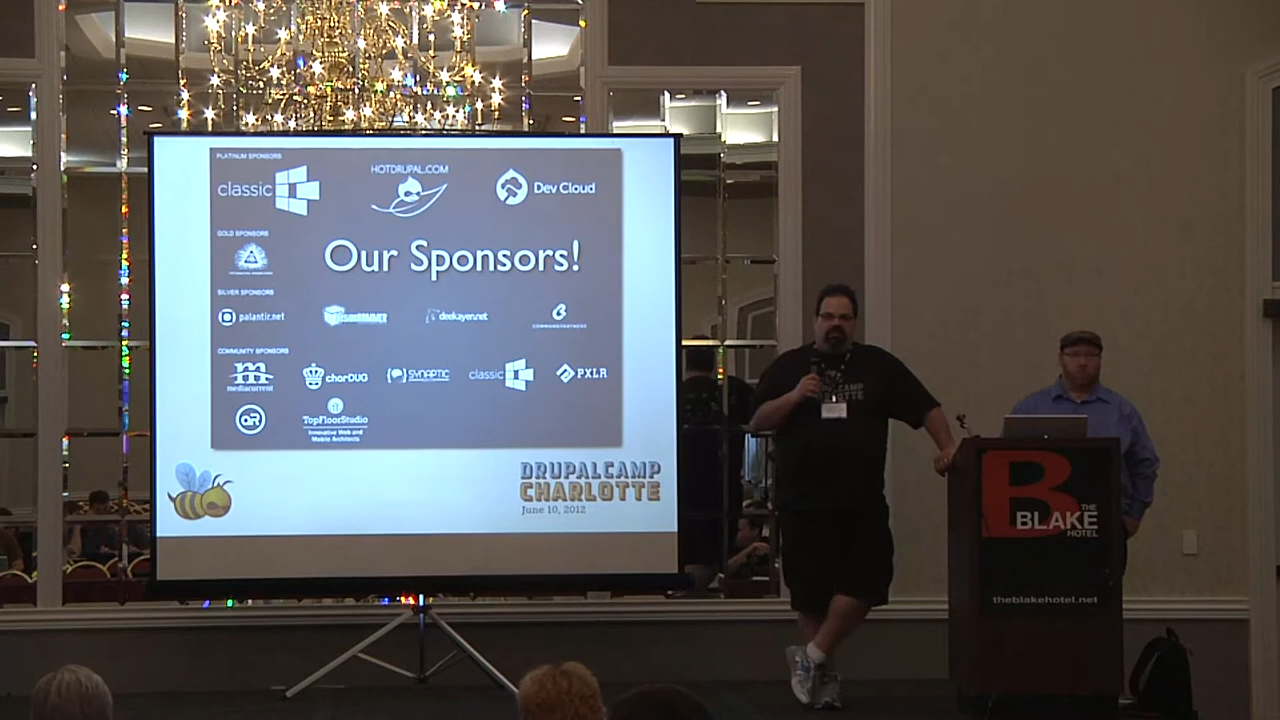 PLATINUM SPONSORS
classic
HOTDRUPAL.COM
Dev Cloud
GOLD SPONSORS
Our Sponsors!
SILVER SPONSORS
palantir.net
deekayen.net
COMMUNITY SPONSORS
mediacurrent
charDUG
SYNAPTIC
classic
PXLR
QR
TopFloorStudio
Innovative Web and
Mobile Architects
DRUPALCAMP
CHARLOTTE
June 10, 2012
DRUPALCAMP
CHARLOTTE
B
THE
BLAKE
HOTEL
theblakehotel.net